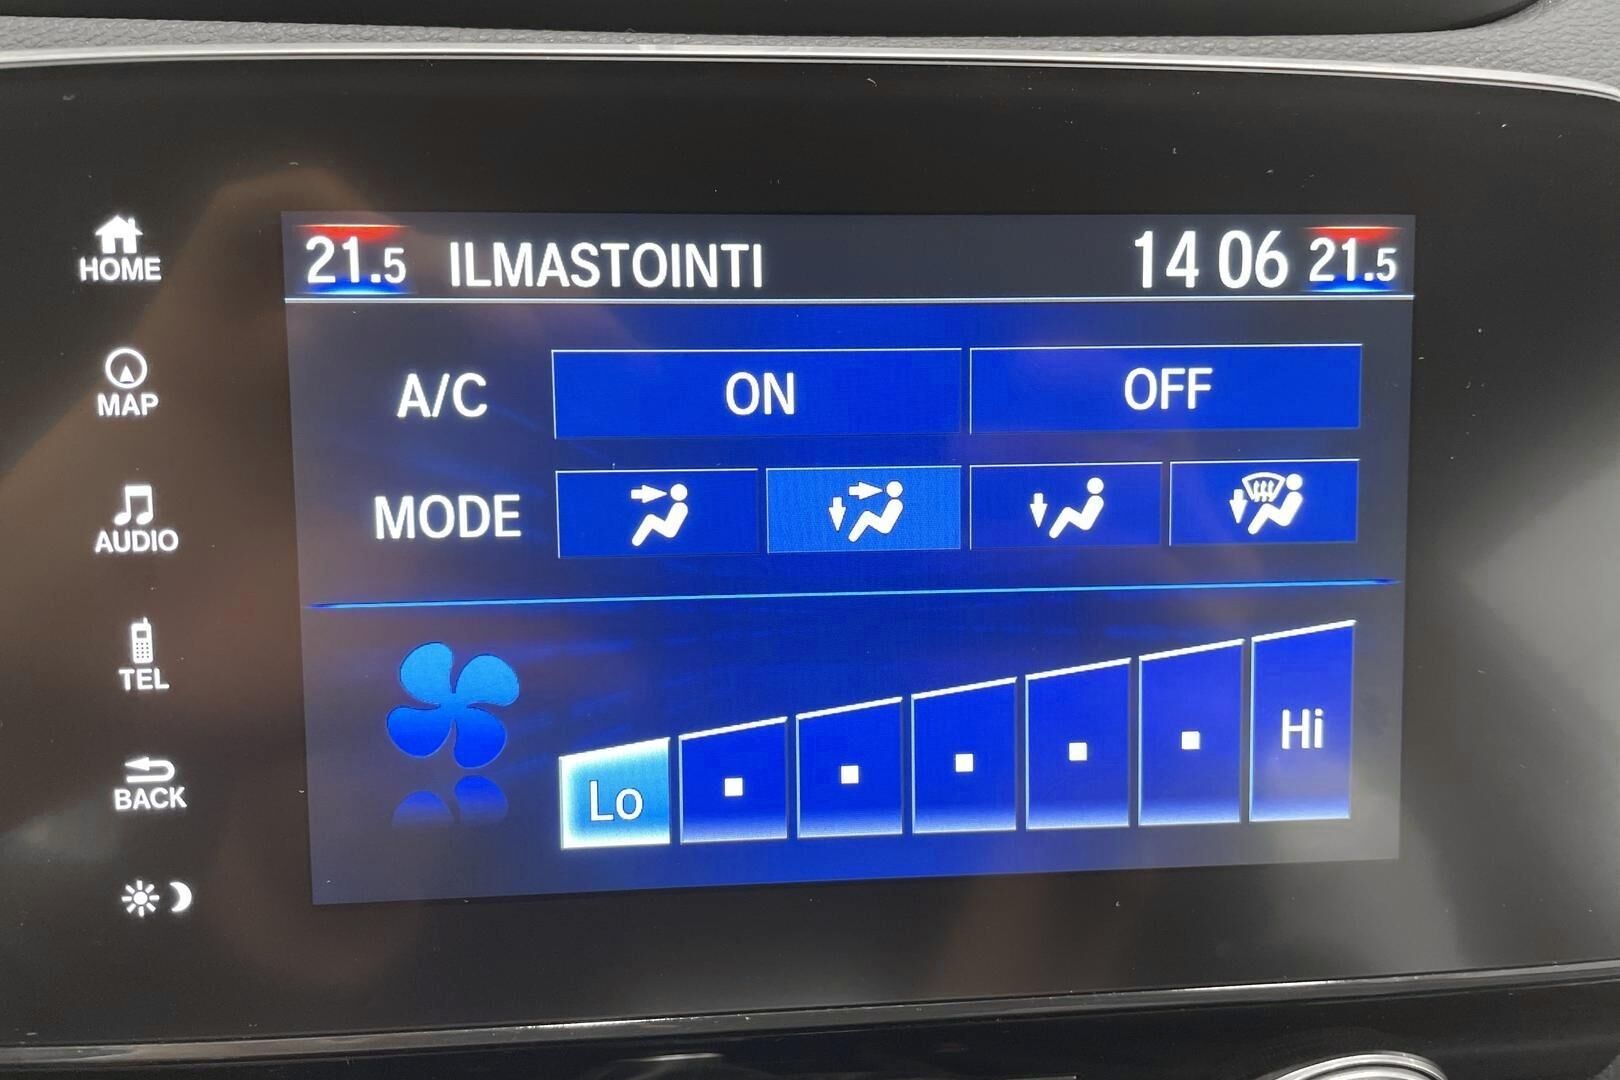 21.5 ILMASTOINTI 14 06 21.5
HOME
A/C ON OFF
MAP
MODE
AUDIO
TEL
Lo Hi
BACK